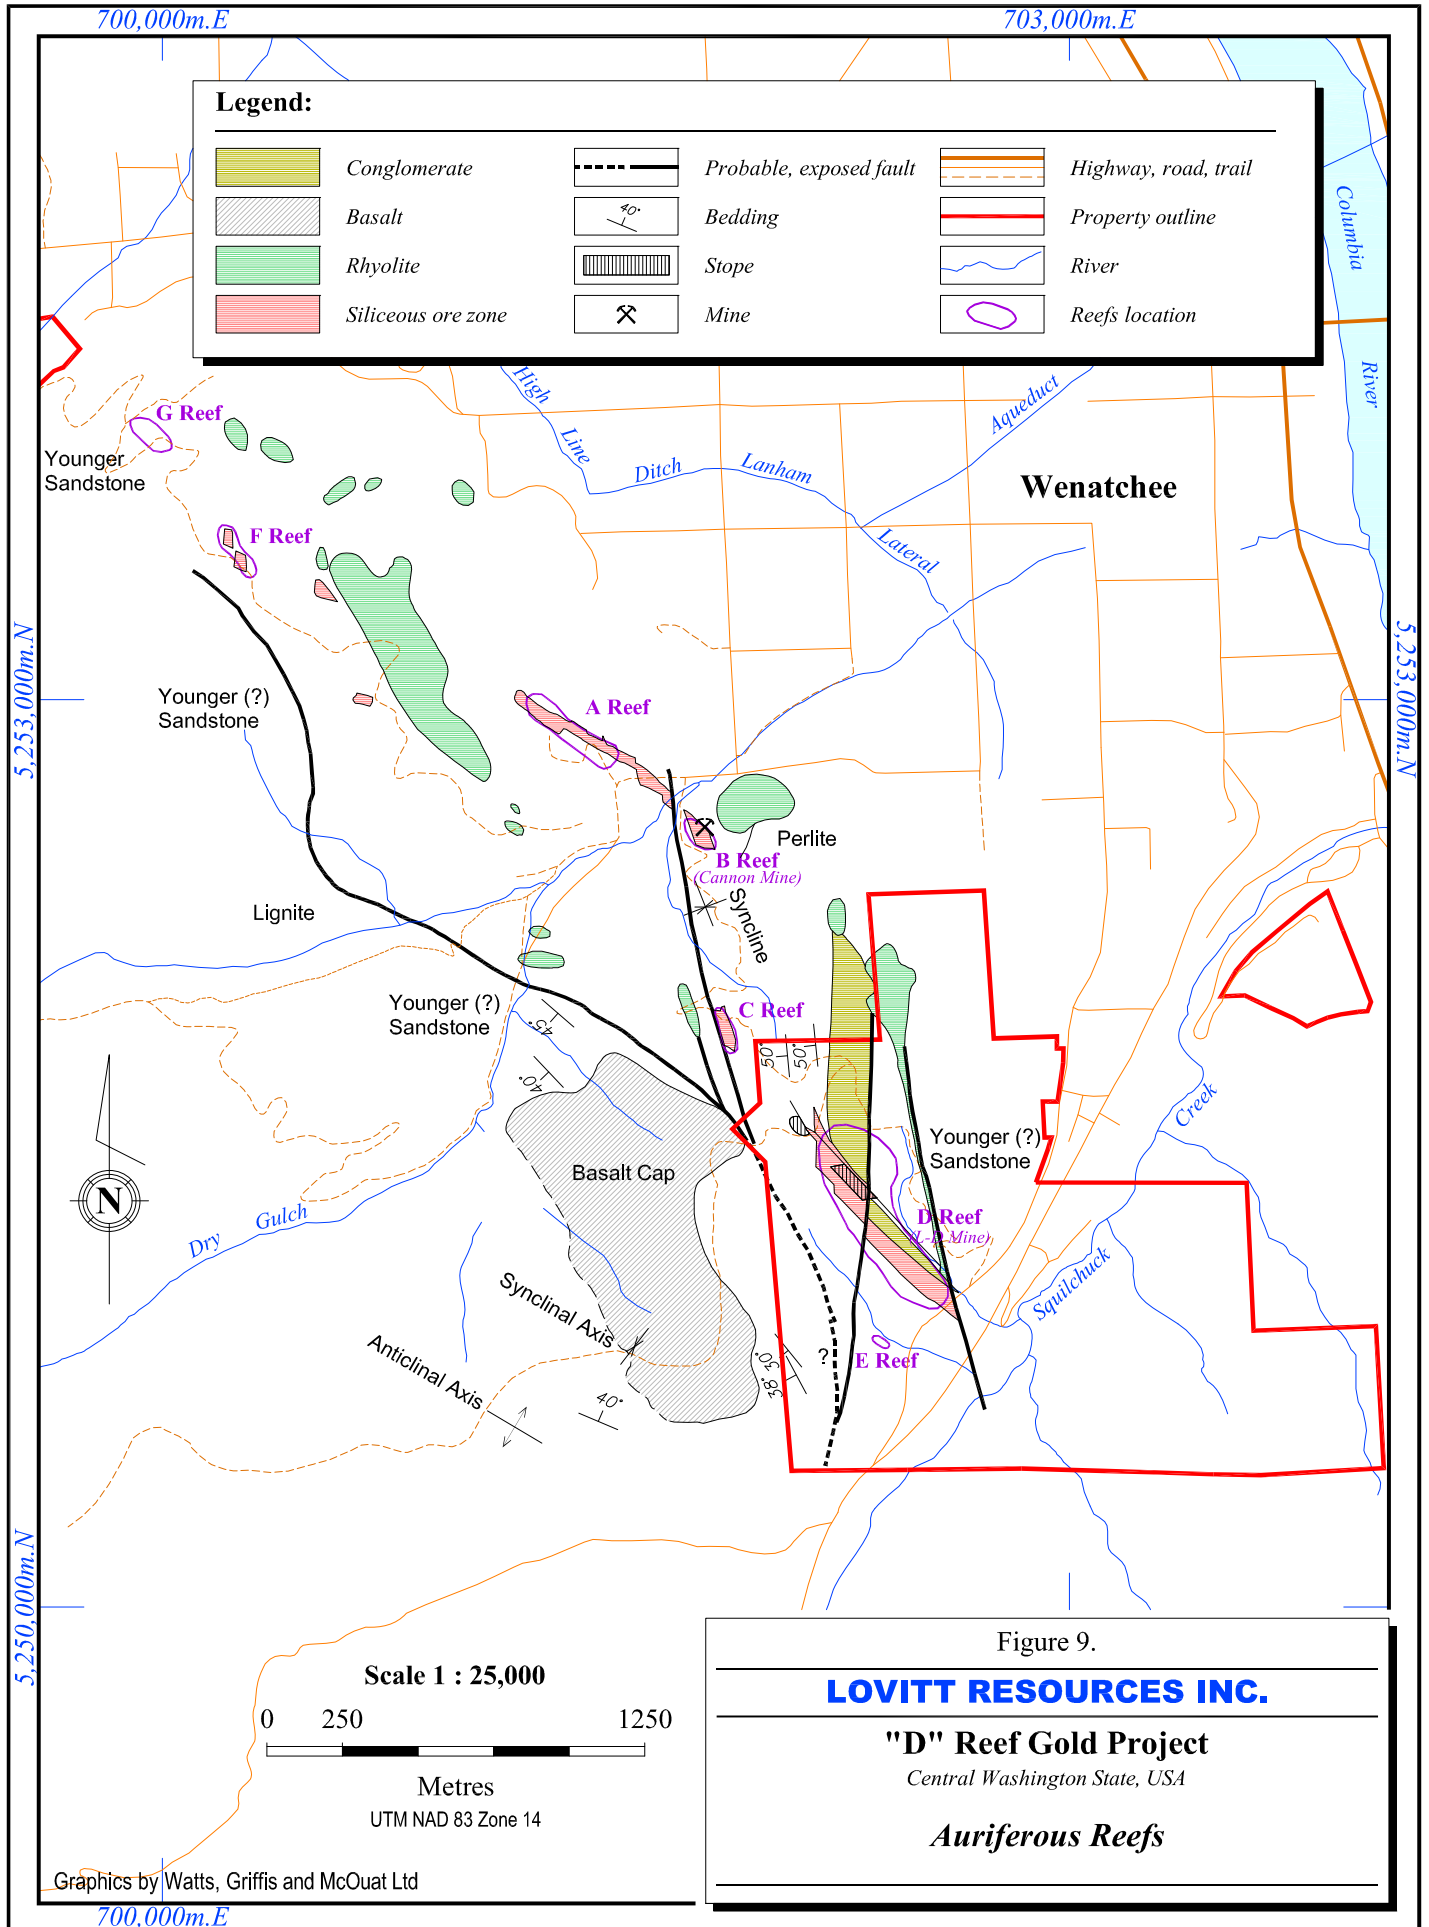 700,000m.E
703,000m.E
Legend:
Conglomerate
Basalt
Rhyolite
Siliceous ore zone
Probable, exposed fault
40°
Bedding
Stope
Mine
Highway, road, trail
Property outline
River
Reefs location
Columbia
River
High
Line
Ditch
Lanham
Lateral
Aqueduct
Wenatchee
G Reef
Younger
Sandstone
F Reef
5,253,000m.N
5,253,000m.N
Younger (?)
Sandstone
A Reef
Perlite
B Reef
(Cannon Mine)
Syncline
Lignite
Younger (?)
Sandstone
45°
40°
C Reef
50°
50°
Younger (?)
Sandstone
Basalt Cap
D Reef
(L-D Mine)
Creek
Squilchuck
N
Dry
Gulch
Synclinal Axis
Anticlinal Axis
40°
30°
38°
?
E Reef
5,250,000m.N
Scale 1 : 25,000
0
250
1250
Metres
UTM NAD 83 Zone 14
Graphics by Watts, Griffis and McOuat Ltd
700,000m.E
Figure 9.
LOVITT RESOURCES INC.
"D" Reef Gold Project
Central Washington State, USA
Auriferous Reefs